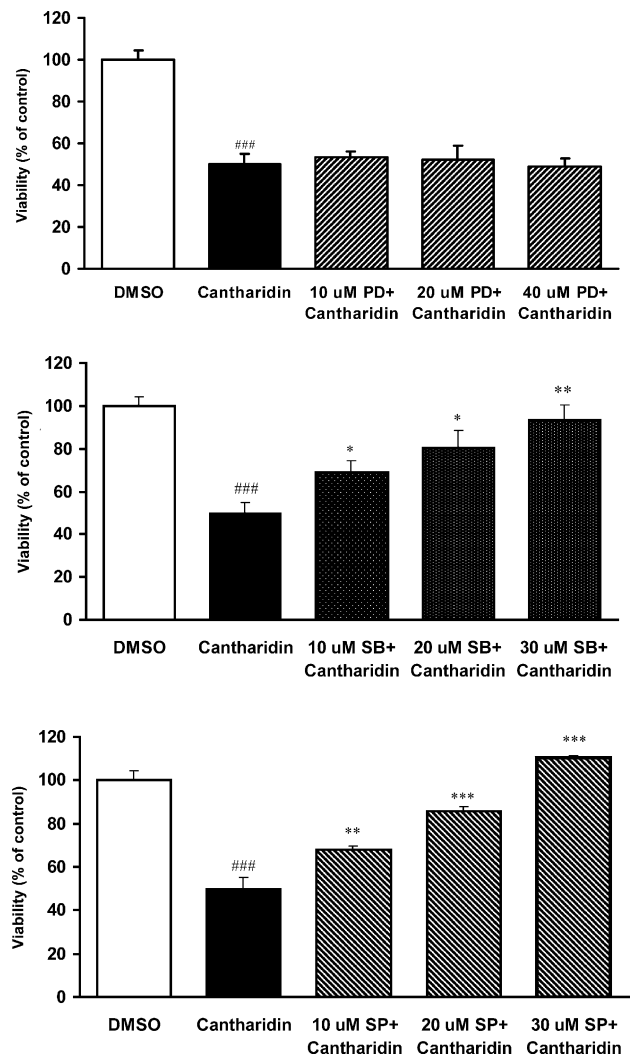 Viability (% of control)
120
100
80
60
40
20
0
###
DMSO
Cantharidin
10 uM PD+
Cantharidin
20 uM PD+
Cantharidin
40 uM PD+
Cantharidin
Viability (% of control)
120
100
80
60
40
20
0
###
*
*
**
DMSO
Cantharidin
10 uM SB+
Cantharidin
20 uM SB+
Cantharidin
30 uM SB+
Cantharidin
Viability (% of control)
120
100
80
60
40
20
0
###
**
***
***
DMSO
Cantharidin
10 uM SP+
Cantharidin
20 uM SP+
Cantharidin
30 uM SP+
Cantharidin